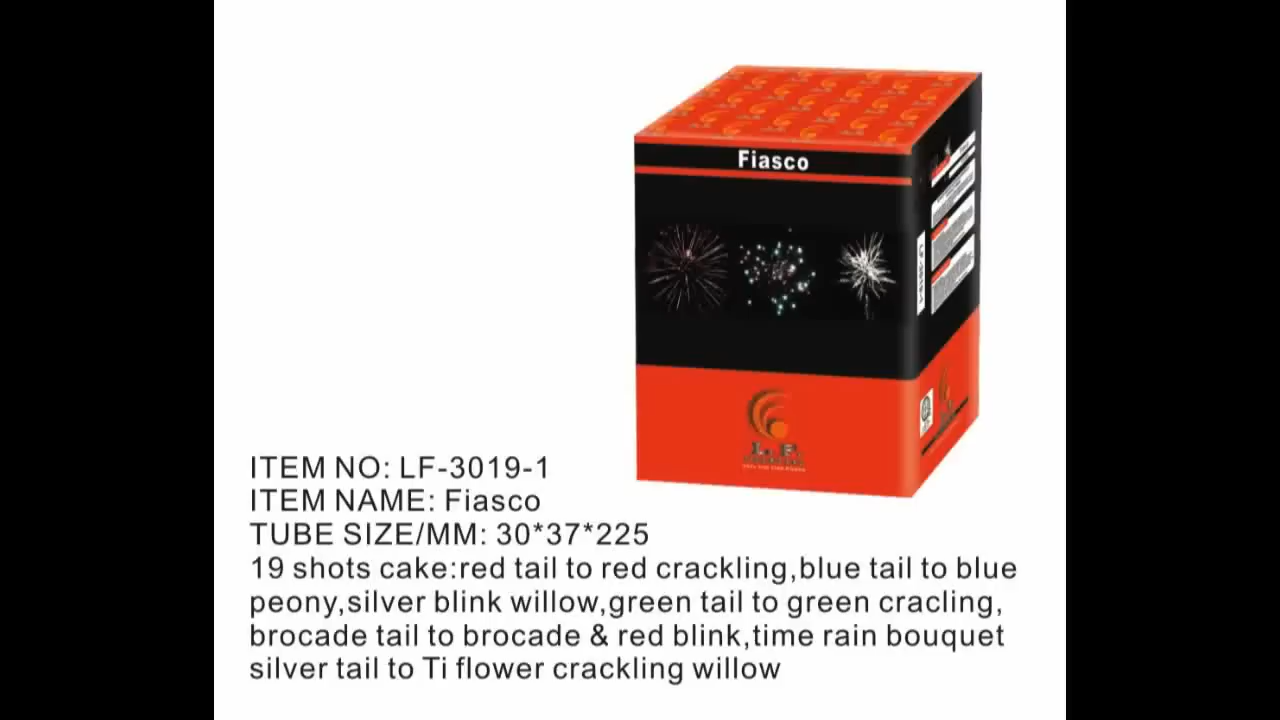 Fiasco
L.F.
ITEM NO: LF-3019-1
ITEM NAME: Fiasco
TUBE SIZE/MM: 30*37*225
19 shots cake:red tail to red crackling,blue tail to blue
peony,silver blink willow,green tail to green cracling,
brocade tail to brocade & red blink,time rain bouquet
silver tail to Ti flower crackling willow